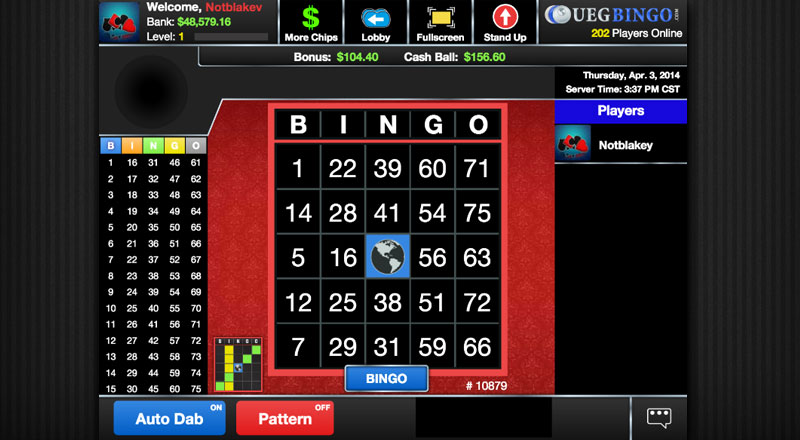 Welcome, Notblakev
Bank: $48,579.16
Level: 1
More Chips
Lobby
Fullscreen
Stand Up
UEGBINGO.COM
202 Players Online
Bonus: $104.40 Cash Ball: $156.60
Thursday, Apr. 3, 2014
Server Time: 3:37 PM CST
Players
Notblakey
B I N G O
1 16 31 46 61
2 17 32 47 62
3 18 33 48 63
4 19 34 49 64
5 20 35 50 65
6 21 36 51 66
7 22 37 52 67
8 23 38 53 68
9 24 39 54 69
10 25 40 55 70
11 26 41 56 71
12 27 42 57 72
13 28 43 58 73
14 29 44 59 74
15 30 45 60 75
B I N G O
1 22 39 60 71
14 28 41 54 75
5 16 56 63
12 25 38 51 72
7 29 31 59 66
B I N G O
BINGO
# 10879
Auto Dab ON
Pattern OFF